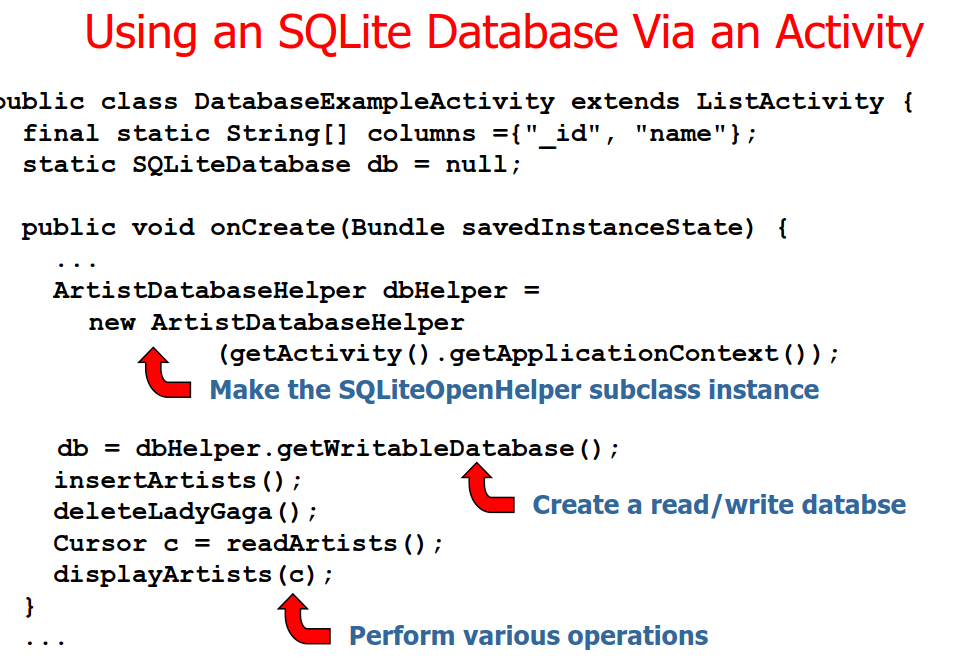 Using an SQLite Database Via an Activity
public class DatabaseExampleActivity extends ListActivity {
final static String[] columns ={"_id", "name"};
static SQLiteDatabase db = null;
public void onCreate(Bundle savedInstanceState) {
...
ArtistDatabaseHelper dbHelper =
new ArtistDatabaseHelper
(getActivity().getApplicationContext());
Make the SQLiteOpenHelper subclass instance
db = dbHelper.getWritableDatabase();
insertArtists();
Create a read/write databse
deleteLadyGaga();
Cursor c = readArtists();
displayArtists(c);
}
Perform various operations
...